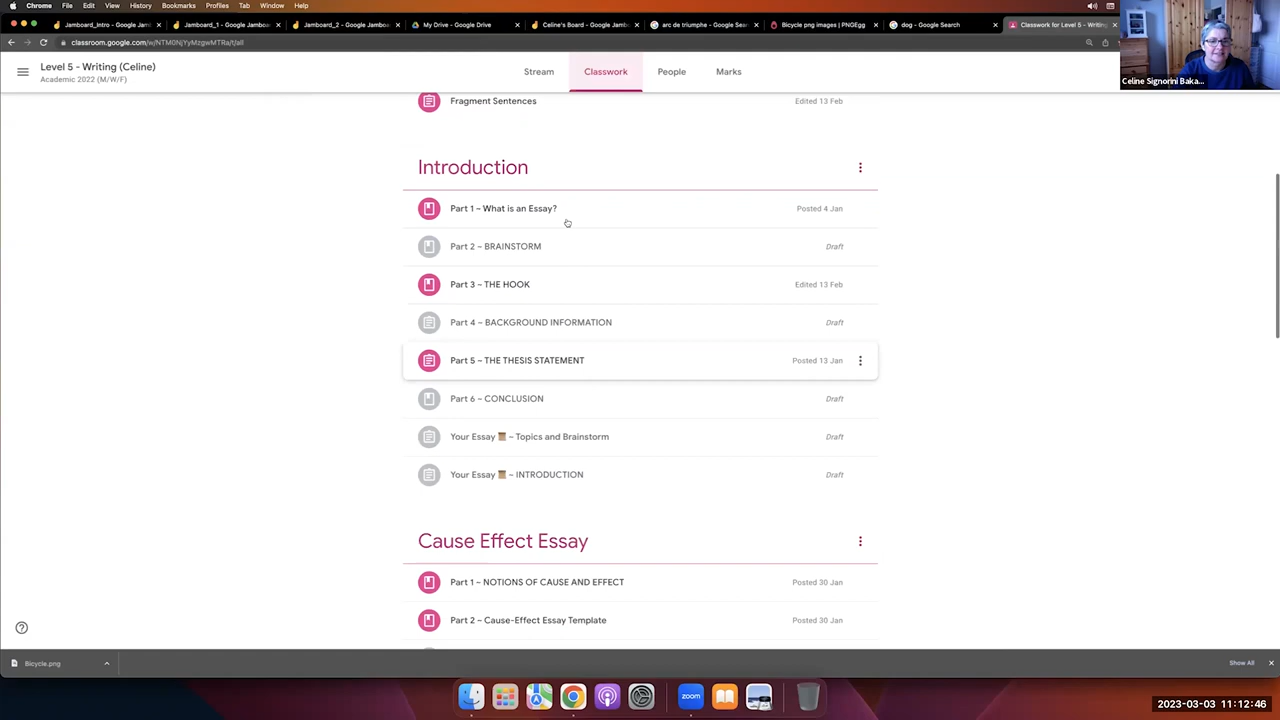 Chrome File Edit View History Bookmarks Profiles Tab Window Help
Jamboard_Intro - Google Jam
Jamboard_1 - Google Jamboa
Jamboard_2 - Google Jamboa
My Drive - Google Drive
Celine's Board - Google Jamb
arc de triumphe - Google Sea
Bicycle png images | PNGEgg
dog - Google Search
Classwork for Level 5 - Writin
classroom.google.com/w/NTM0NjYyMzgwMTRa/t/all
Celine Signorini Baka...
Level 5 - Writing (Celine)
Academic 2022 (M/W/F)
Stream Classwork People Marks
Fragment Sentences Edited 13 Feb
Introduction
Part 1 ~ What is an Essay? Posted 4 Jan
Part 2 ~ BRAINSTORM Draft
Part 3 ~ THE HOOK Edited 13 Feb
Part 4 ~ BACKGROUND INFORMATION Draft
Part 5 ~ THE THESIS STATEMENT Posted 13 Jan
Part 6 ~ CONCLUSION Draft
Your Essay ~ Topics and Brainstorm Draft
Your Essay ~ INTRODUCTION Draft
Cause Effect Essay
Part 1 ~ NOTIONS OF CAUSE AND EFFECT Posted 30 Jan
Part 2 ~ Cause-Effect Essay Template Posted 30 Jan
Bicycle.png Show All
zoom
2023-03-03 11:12:46